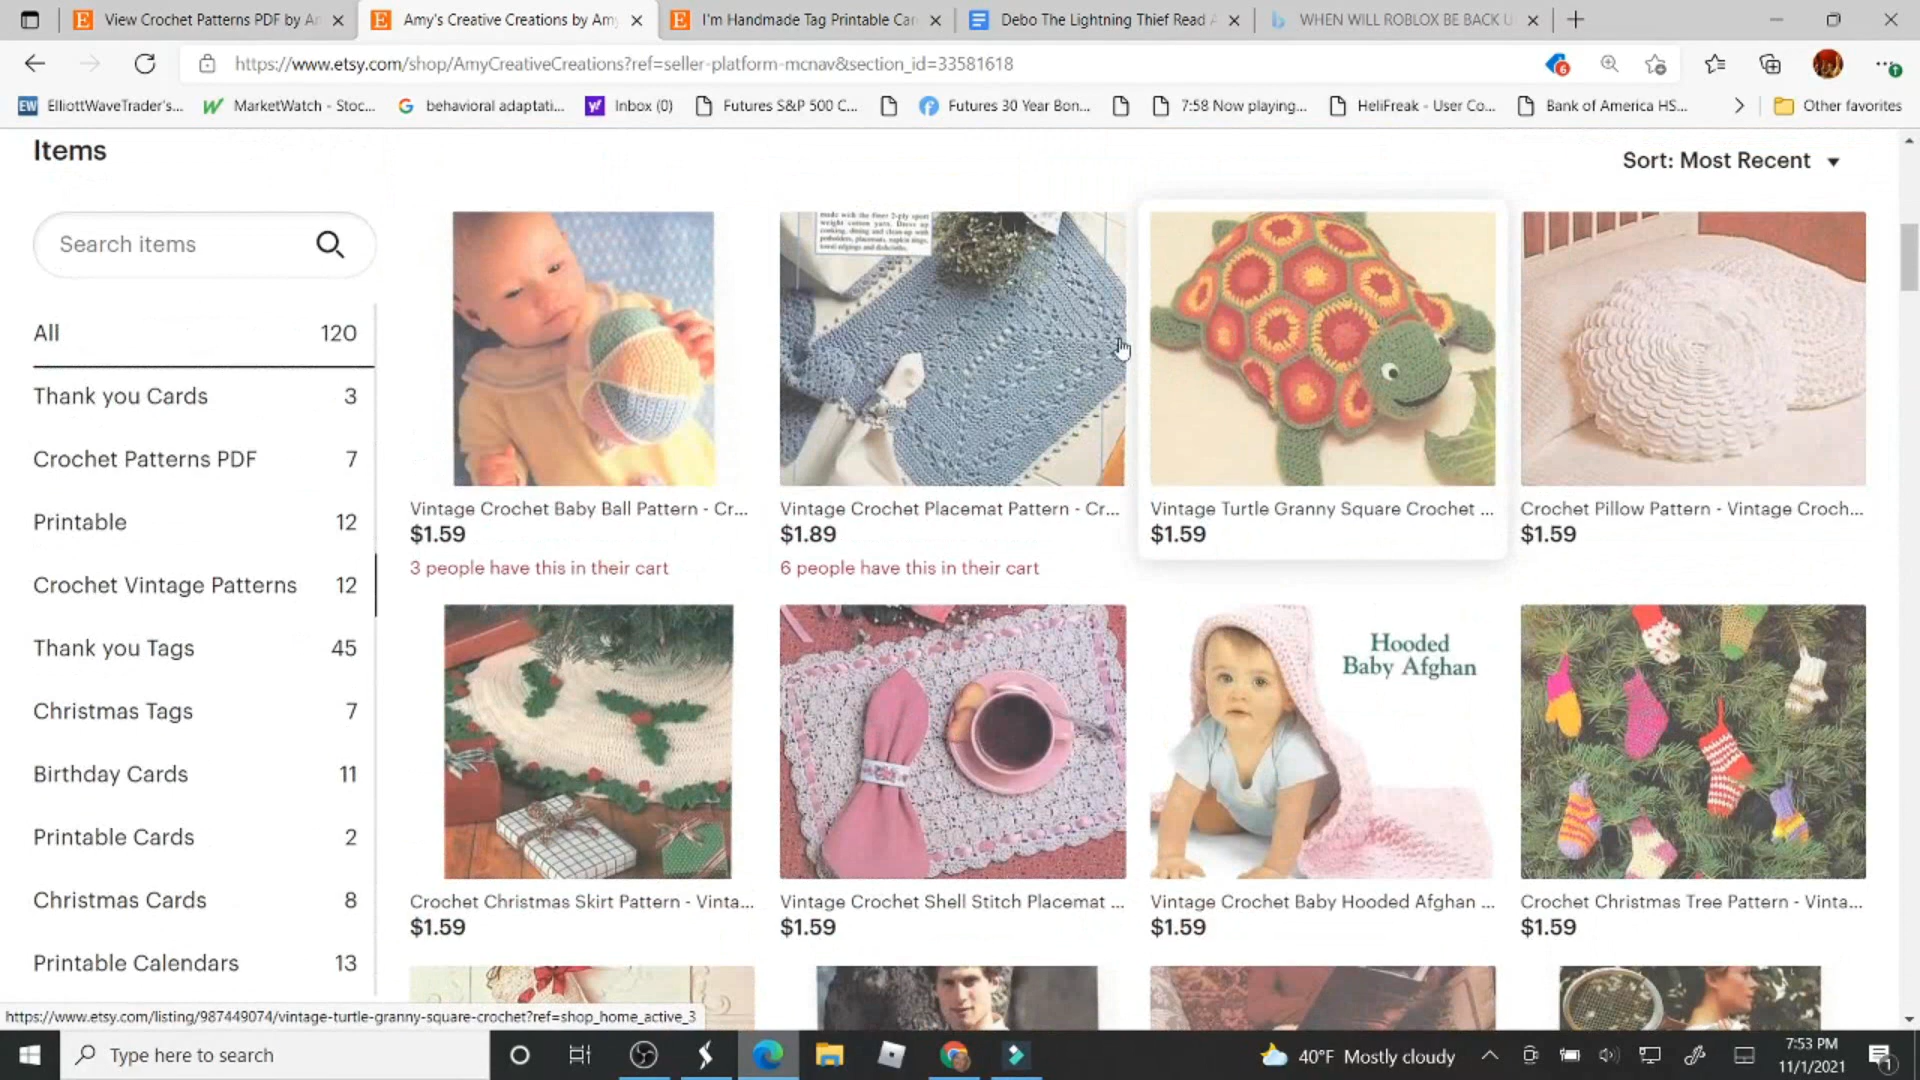 View Crochet Patterns PDF by Am
Amy's Creative Creations by Amy
I'm Handmade Tag Printable Car
Debo The Lightning Thief Read A
WHEN WILL ROBLOX BE BACK U
https://www.etsy.com/shop/AmyCreativeCreations?ref=seller-platform-mcnav&section_id=33581618
6
EW ElliottWaveTrader's...
MarketWatch - Stoc...
behavioral adaptati...
Inbox (0)
Futures S&P 500 C...
Futures 30 Year Bon...
7:58 Now playing...
HeliFreak - User Co...
Bank of America HS...
Other favorites
Items
Sort: Most Recent
Search items
All 120
Thank you Cards 3
Crochet Patterns PDF 7
Printable 12
Crochet Vintage Patterns 12
Thank you Tags 45
Christmas Tags 7
Birthday Cards 11
Printable Cards 2
Christmas Cards 8
Printable Calendars 13
Vintage Crochet Baby Ball Pattern - Cr...
$1.59
3 people have this in their cart
Vintage Crochet Placemat Pattern - Cr...
$1.89
6 people have this in their cart
Vintage Turtle Granny Square Crochet ...
$1.59
Crochet Pillow Pattern - Vintage Croch...
$1.59
Hooded
Baby Afghan
Crochet Christmas Skirt Pattern - Vinta...
$1.59
Vintage Crochet Shell Stitch Placemat ...
$1.59
Vintage Crochet Baby Hooded Afghan ...
$1.59
Crochet Christmas Tree Pattern - Vinta...
$1.59
https://www.etsy.com/listing/987449074/vintage-turtle-granny-square-crochet?ref=shop_home_active_3
Type here to search
40°F Mostly cloudy
7:53 PM
11/1/2021
1